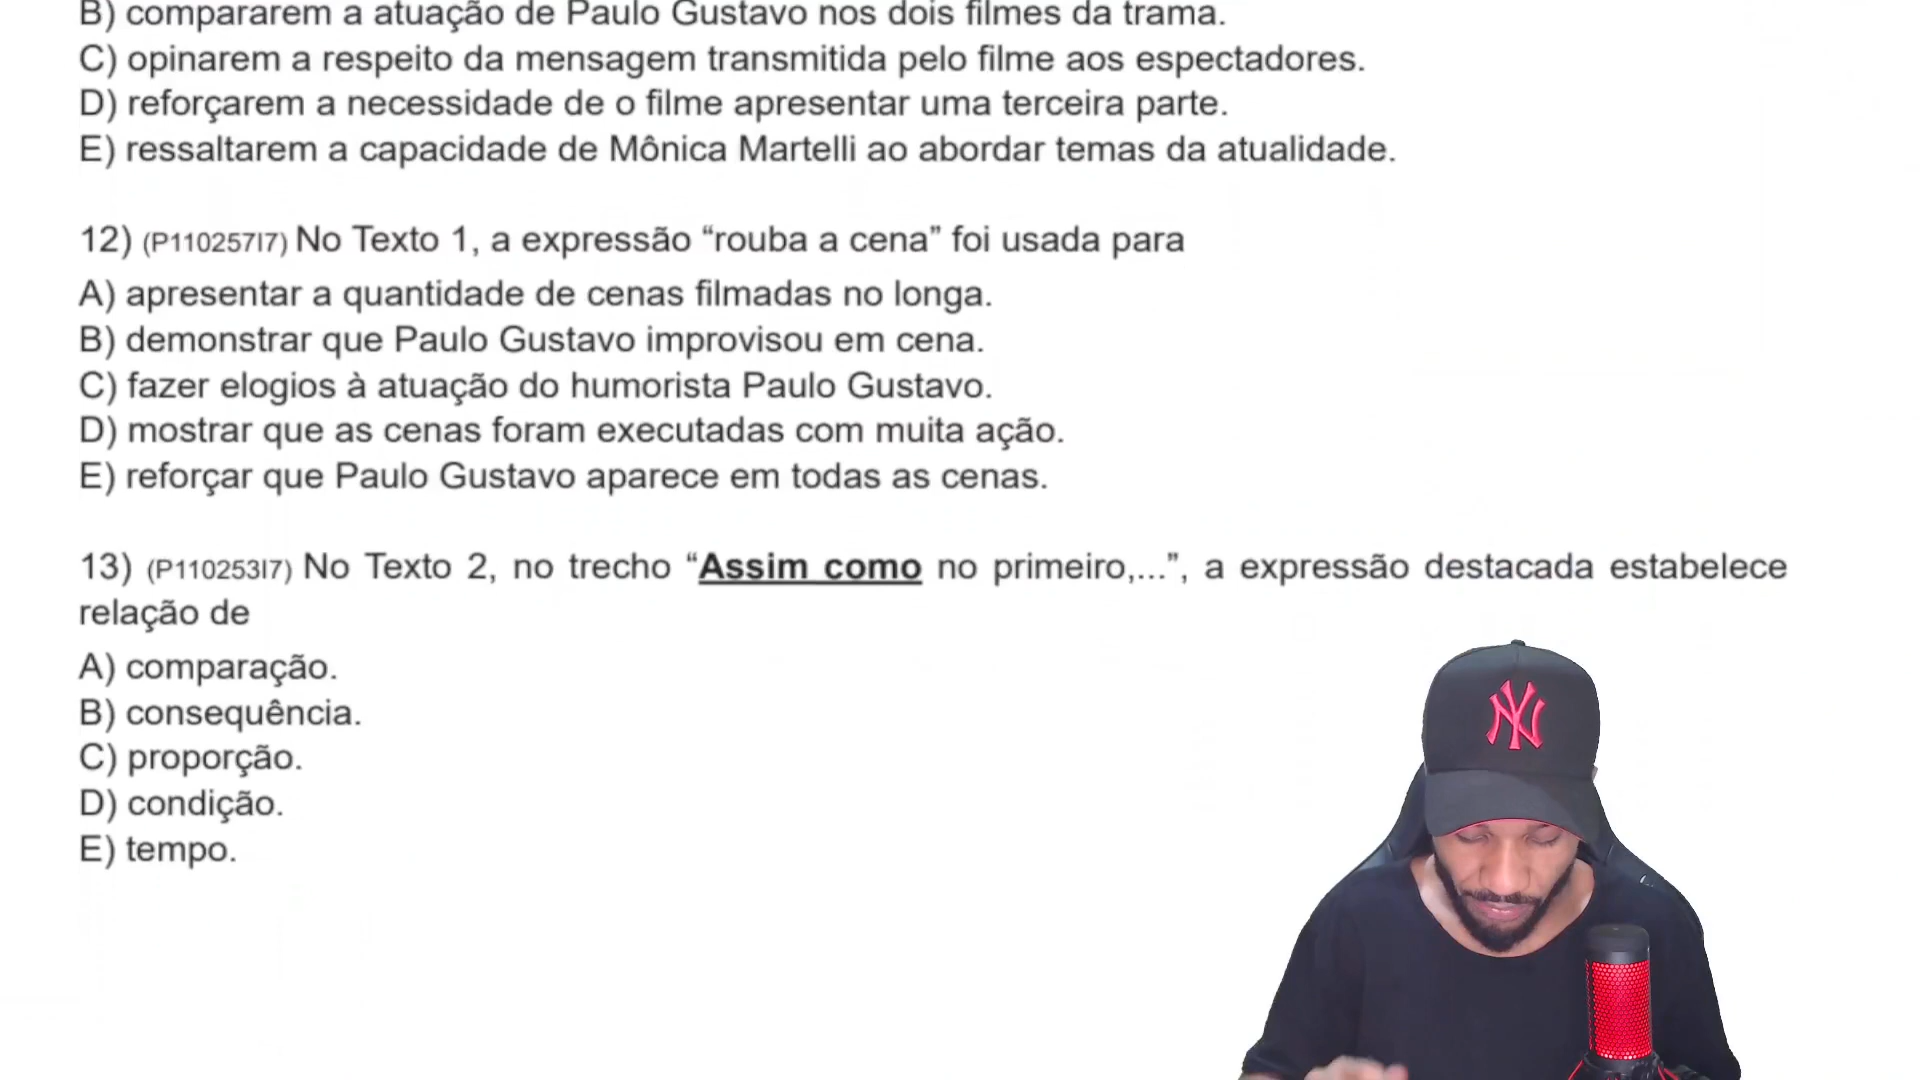 B) compararem a atuação de Paulo Gustavo nos dois filmes da trama.
C) opinarem a respeito da mensagem transmitida pelo filme aos espectadores.
D) reforçarem a necessidade de o filme apresentar uma terceira parte.
E) ressaltarem a capacidade de Mônica Martelli ao abordar temas da atualidade.
12) (P110257I7) No Texto 1, a expressão “rouba a cena” foi usada para
A) apresentar a quantidade de cenas filmadas no longa.
B) demonstrar que Paulo Gustavo improvisou em cena.
C) fazer elogios à atuação do humorista Paulo Gustavo.
D) mostrar que as cenas foram executadas com muita ação.
E) reforçar que Paulo Gustavo aparece em todas as cenas.
13) (P110253I7) No Texto 2, no trecho “Assim como no primeiro,...”, a expressão destacada estabelece
relação de
A) comparação.
B) consequência.
C) proporção.
D) condição.
E) tempo.
NY